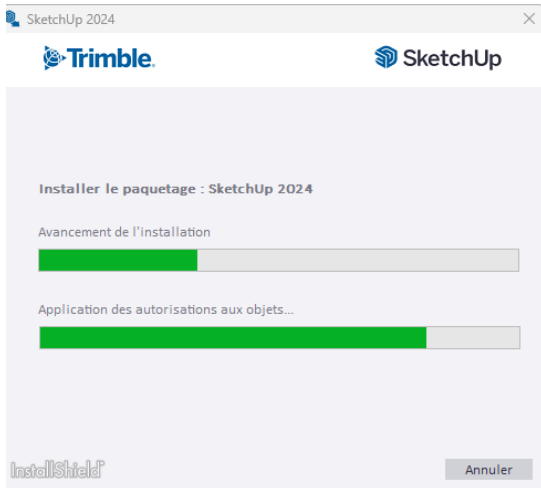 SketchUp 2024
Trimble.
SketchUp
Installer le paquetage : SketchUp 2024
Avancement de l'installation
Application des autorisations aux objets...
InstallShield
Annuler